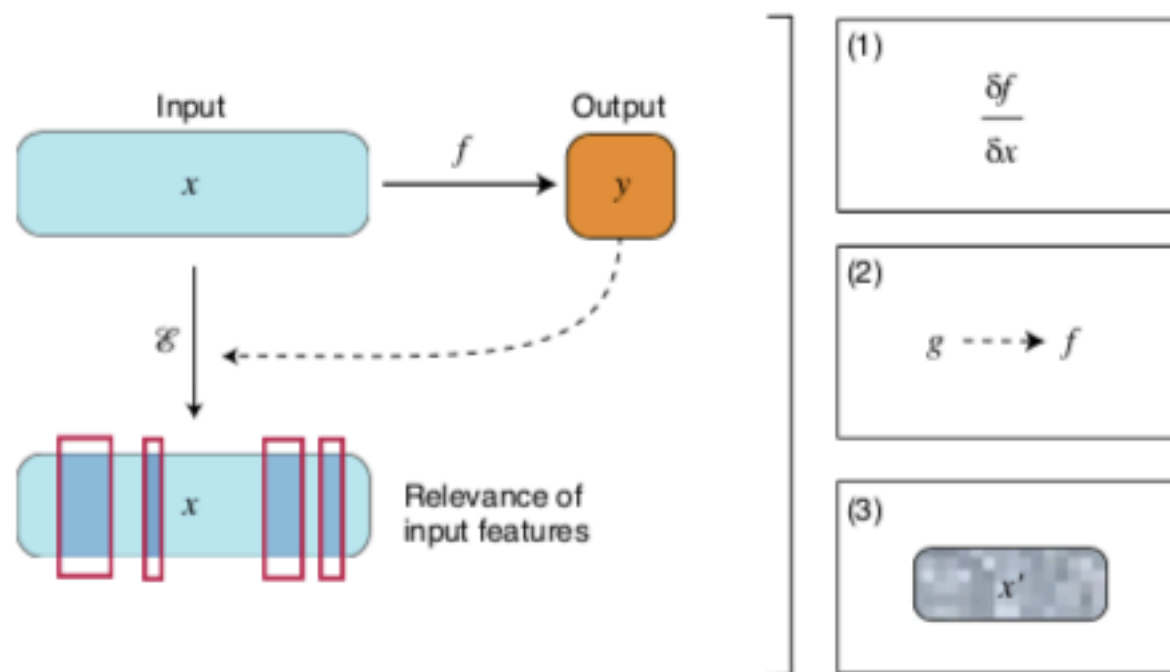 Input
Output
x
f
y
ℰ
x
Relevance of
input features
(1)
δf
δx
(2)
g f
(3)
x′